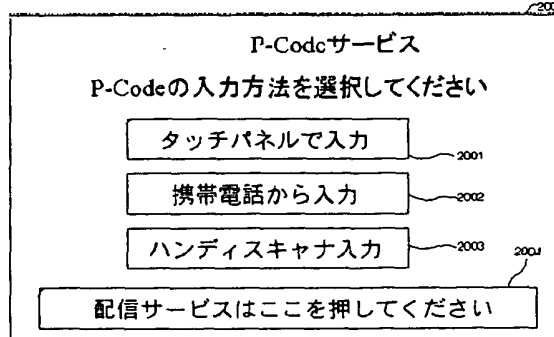 P-Codeサービス
P-Codeの入力方法を選択してください
タッチパネルで入力
2001
携帯電話から入力
2002
ハンディスキャナ入力
2003
2004
配信サービスはここを押してください